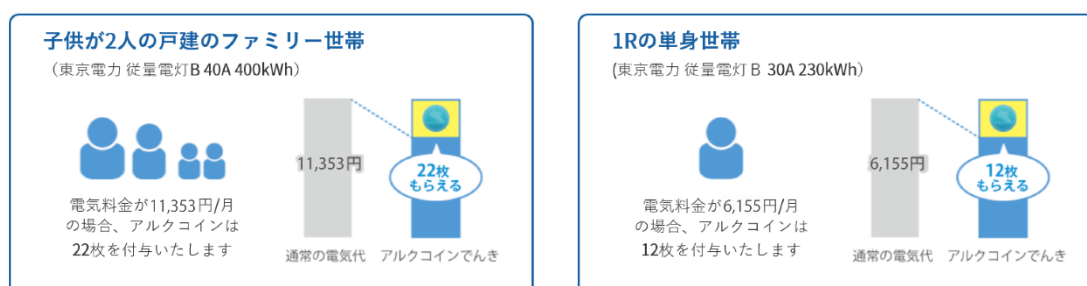 子供が2人の戸建のファミリー世帯
（東京電力 従量電灯B 40A 400kWh）
11,353円
22枚
もらえる
電気料金が11,353円/月
の場合、アルクコインは
22枚を付与いたします
通常の電気代
アルクコインでんき
1Rの単身世帯
(東京電力 従量電灯Ｂ 30A 230kWh）
6,155円
12枚
もらえる
電気料金が6,155円/月
の場合、アルクコインは
12枚を付与いたします
通常の電気代
アルクコインでんき